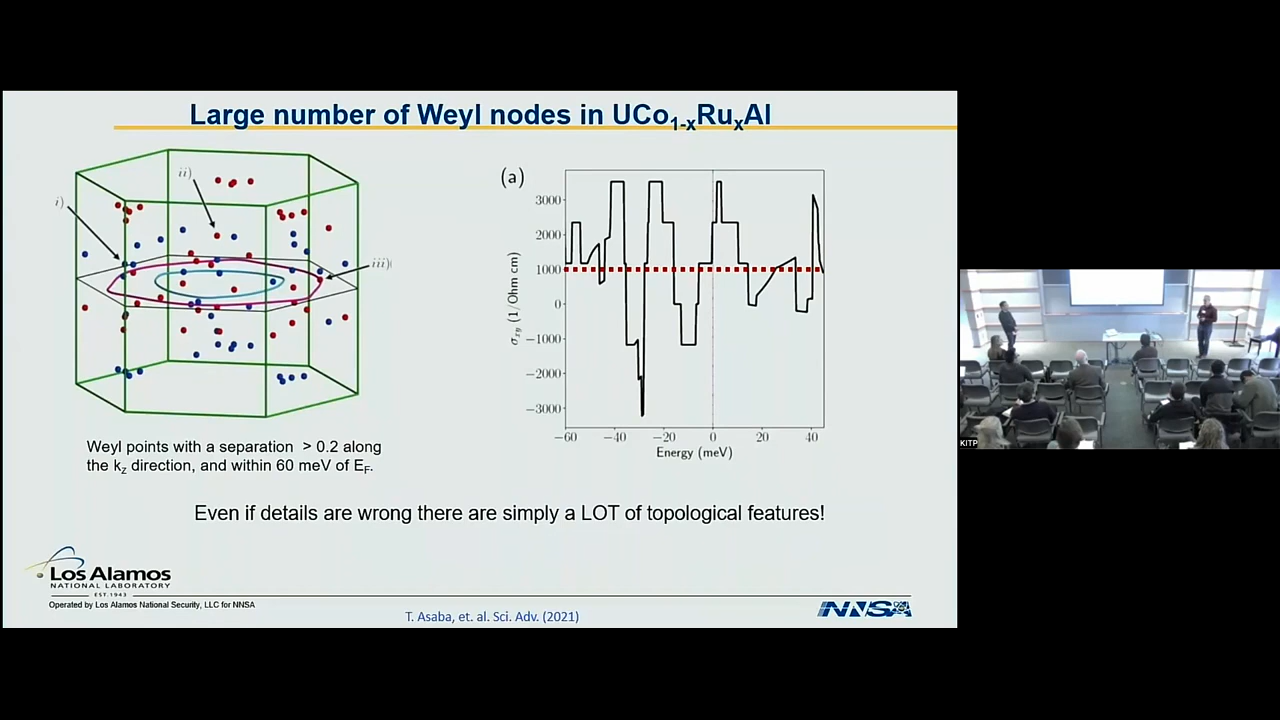 Large number of Weyl nodes in UCo1-xRuxAl
i)
ii)
iii)
(a)
3000
2000
1000
0
−1000
−2000
−3000
σxy (1/Ohm cm)
−60 −40 −20 0 20 40
Energy (meV)
Weyl points with a separation > 0.2 along
the kz direction, and within 60 meV of EF.
Even if details are wrong there are simply a LOT of topological features!
Los Alamos
NATIONAL LABORATORY
EST. 1943
Operated by Los Alamos National Security, LLC for NNSA
T. Asaba, et. al. Sci. Adv. (2021)
NNSA
KITP